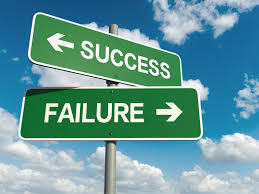 ← SUCCESS
FAILURE →